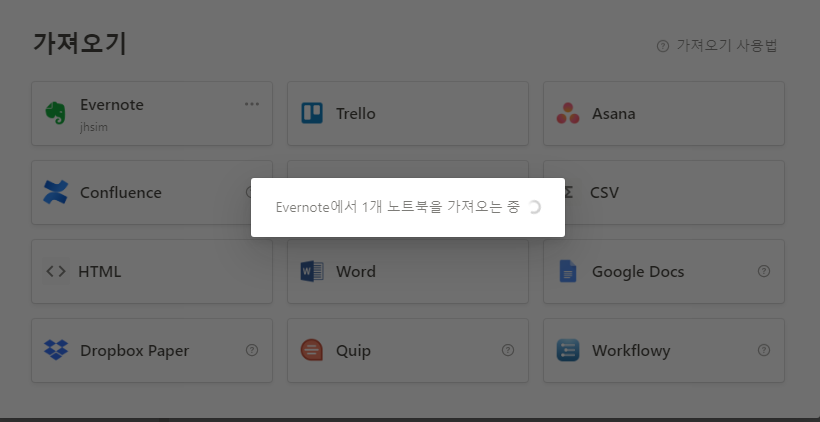 가져오기
가져오기 사용법
Evernote
jhsim
Trello
Asana
Confluence
CSV
Evernote에서 1개 노트북을 가져오는 중
HTML
Word
Google Docs
Dropbox Paper
Quip
Workflowy